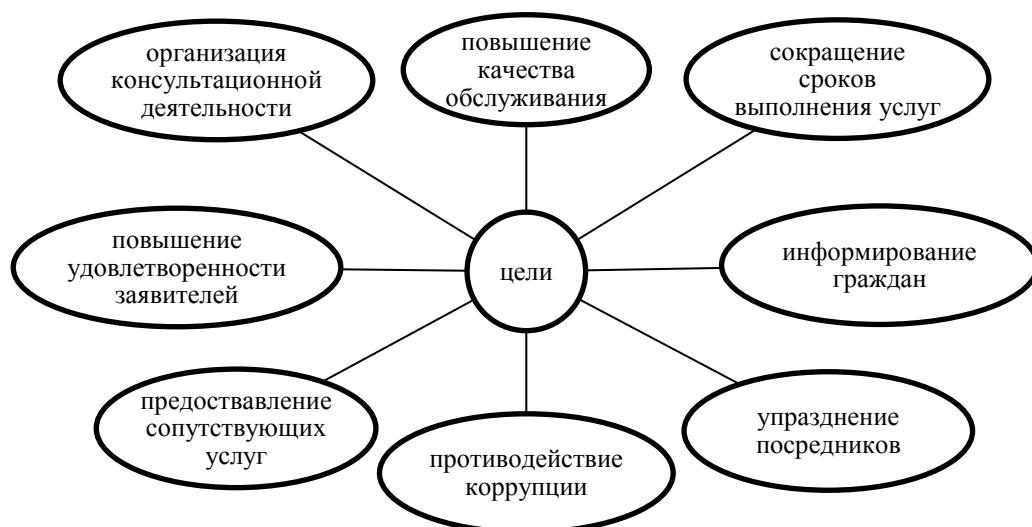 организация
консультационной
деятельности
повышение
качества
обслуживания
сокращение
сроков
выполнения услуг
повышение
удовлетворенности
заявителей
цели
информирование
граждан
предоствавление
сопутствующих
услуг
противодействие
коррупции
упразднение
посредников